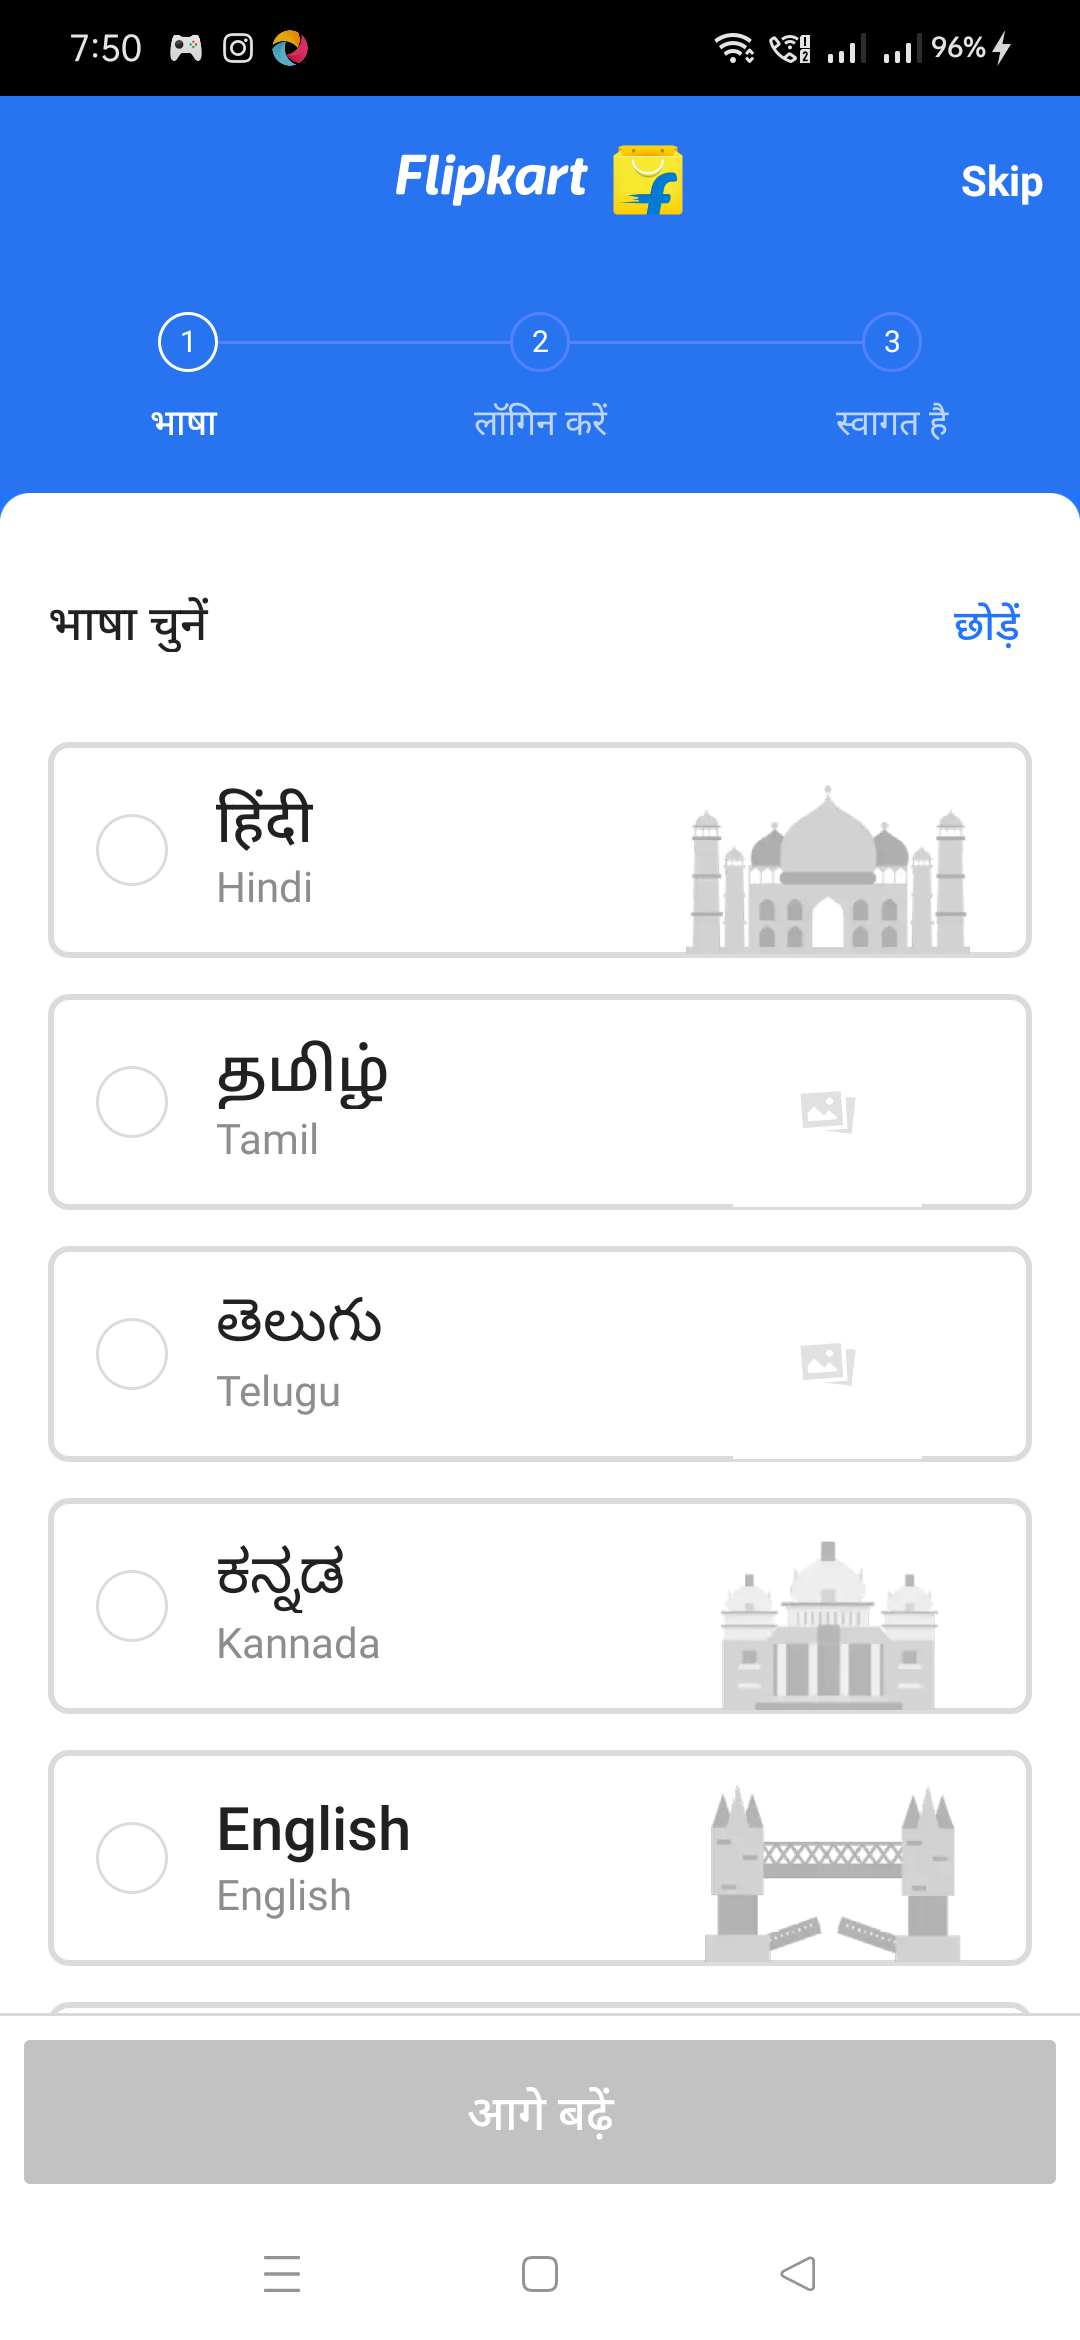 7:50
96%
Flipkart
Skip
1
2
3
भाषा
लॉगिन करें
स्वागत है
भाषा चुनें
छोड़ें
हिंदी
Hindi
தமிழ்
Tamil
తెలుగు
Telugu
ಕನ್ನಡ
Kannada
English
English
आगे बढ़ें